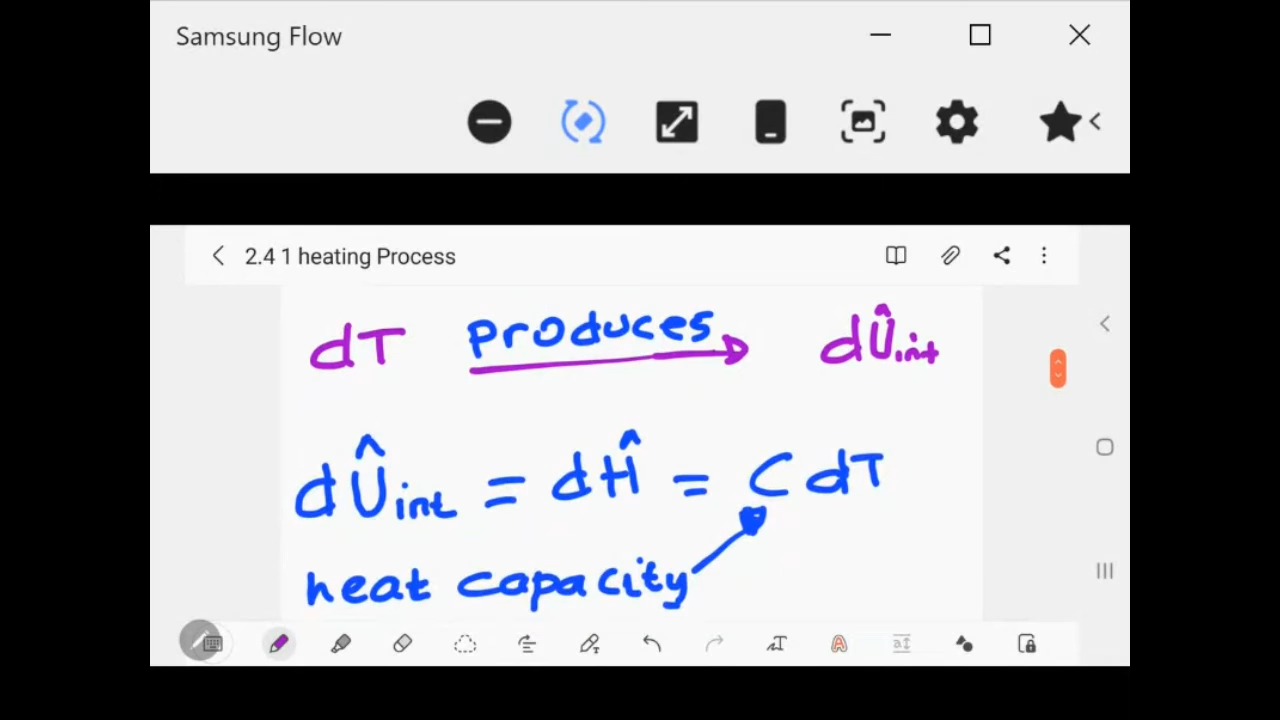 Samsung Flow
2.4 1 heating Process
dT produces dÛint
dÛint = dĤ = C dT
heat capacity